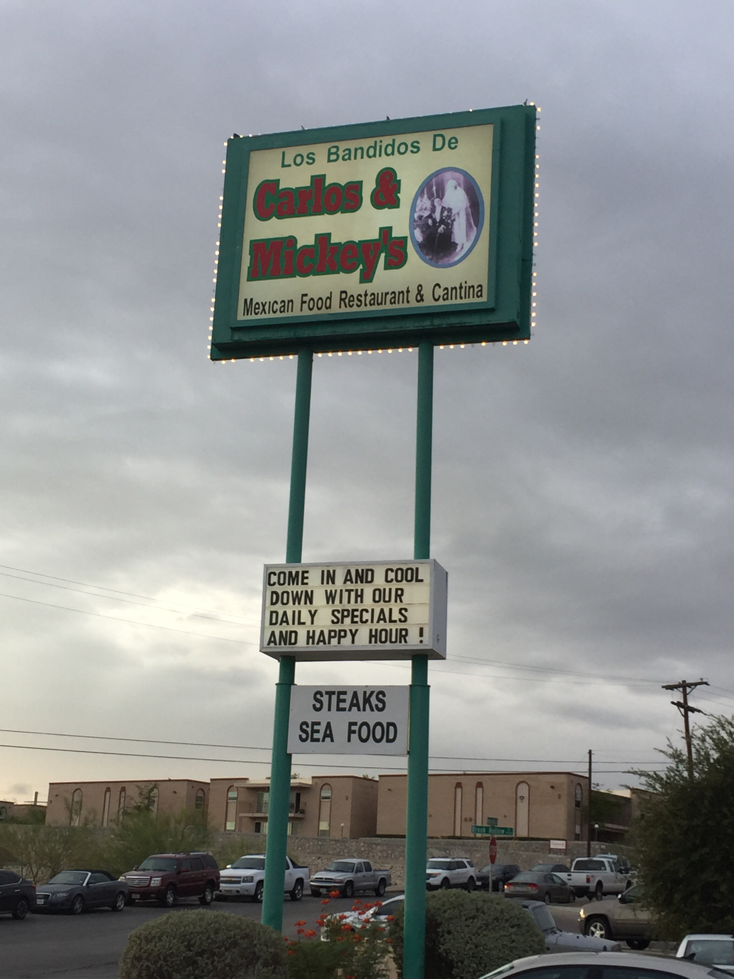 Los Bandidos De
Carlos &
Mickey's
Mexican Food Restaurant & Cantina
COME IN AND COOL
DOWN WITH OUR
DAILY SPECIALS
AND HAPPY HOUR !
STEAKS
SEA FOOD